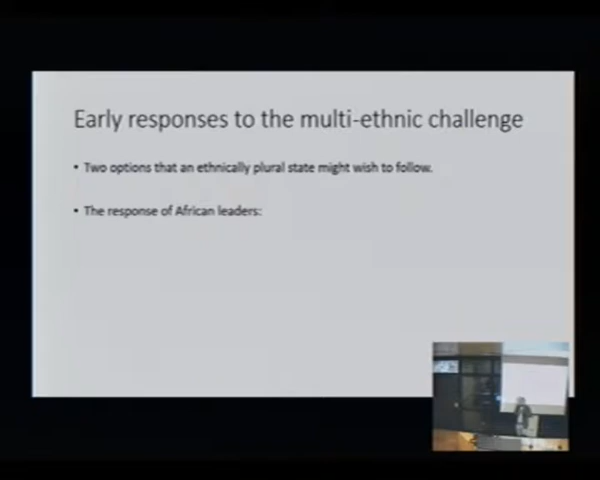 Early responses to the multi-ethnic challenge
• Two options that an ethnically plural state might wish to follow.
• The response of African leaders: